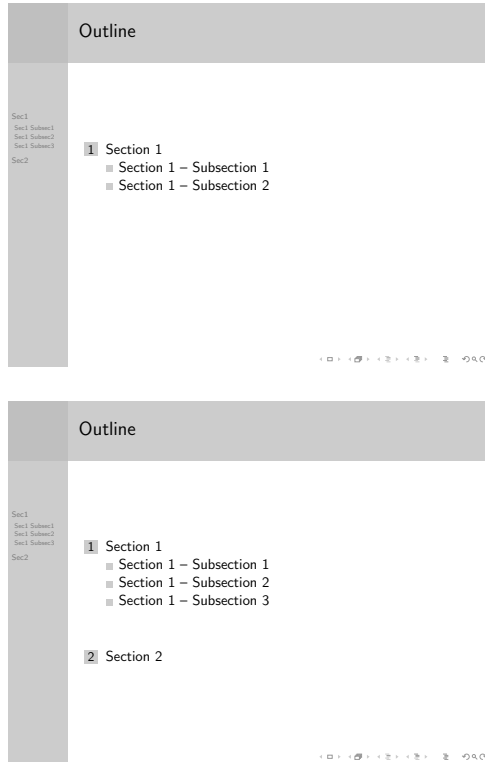 Outline
Sec1
Sec1 Subsec1
Sec1 Subsec2
Sec1 Subsec3
Sec2
1 Section 1
Section 1 – Subsection 1
Section 1 – Subsection 2
Outline
Sec1
Sec1 Subsec1
Sec1 Subsec2
Sec1 Subsec3
Sec2
1 Section 1
Section 1 – Subsection 1
Section 1 – Subsection 2
Section 1 – Subsection 3
2 Section 2